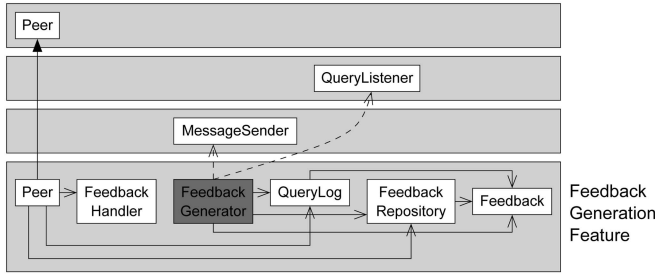 Peer
QueryListener
MessageSender
Peer
Feedback
Handler
Feedback
Generator
QueryLog
Feedback
Repository
Feedback
Feedback
Generation
Feature